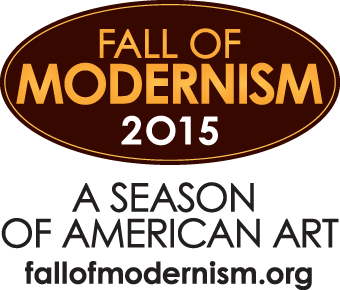 FALL OF
MODERNISM
2015
A SEASON
OF AMERICAN ART
fallofmodernism.org